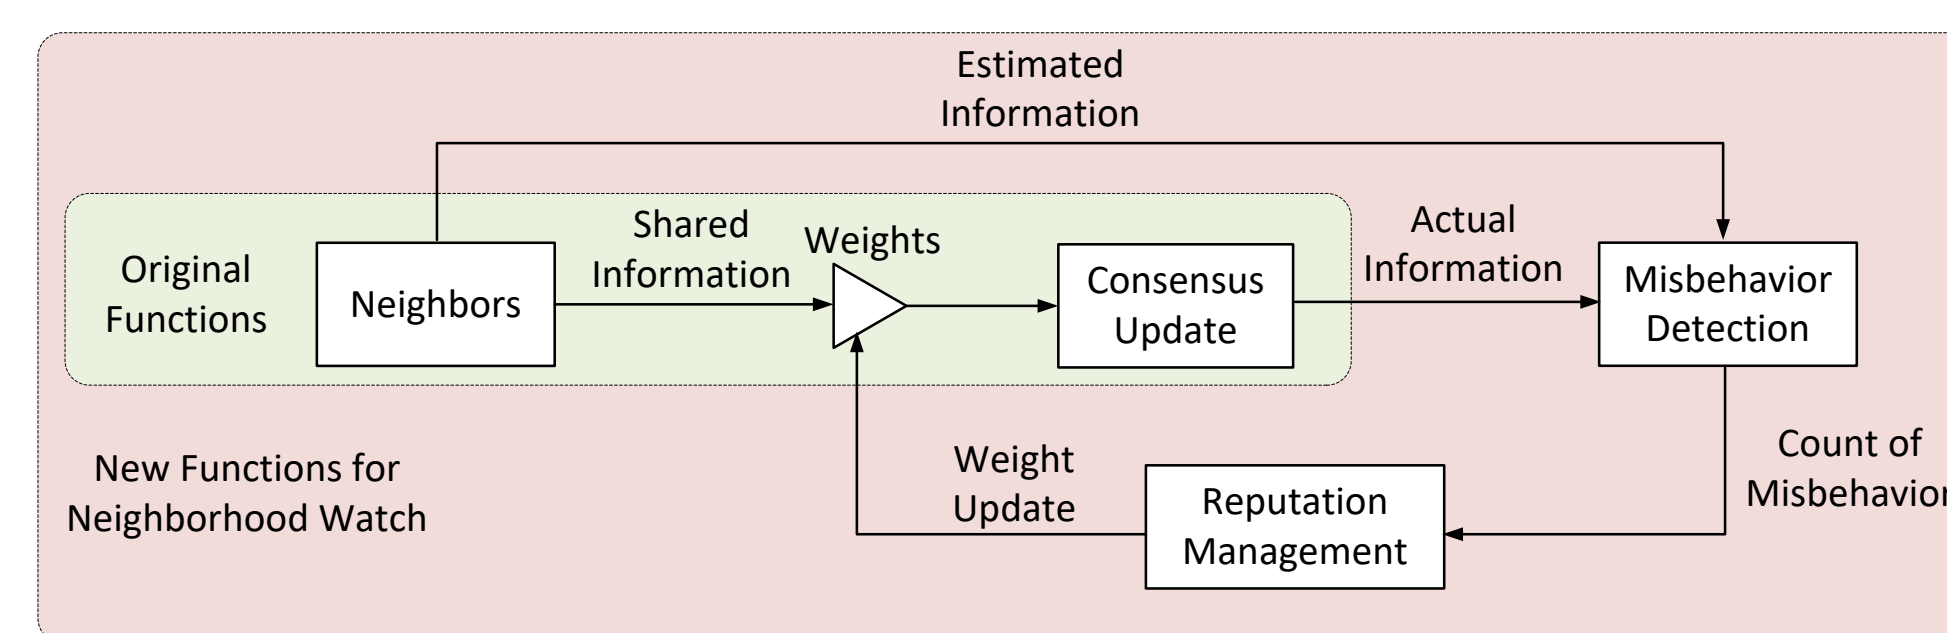 Estimated
Information
Original
Functions
Neighbors
Shared
Information
Weights
Consensus
Update
Actual
Information
Misbehavior
Detection
New Functions for
Neighborhood Watch
Weight
Update
Reputation
Management
Count of
Misbehavior